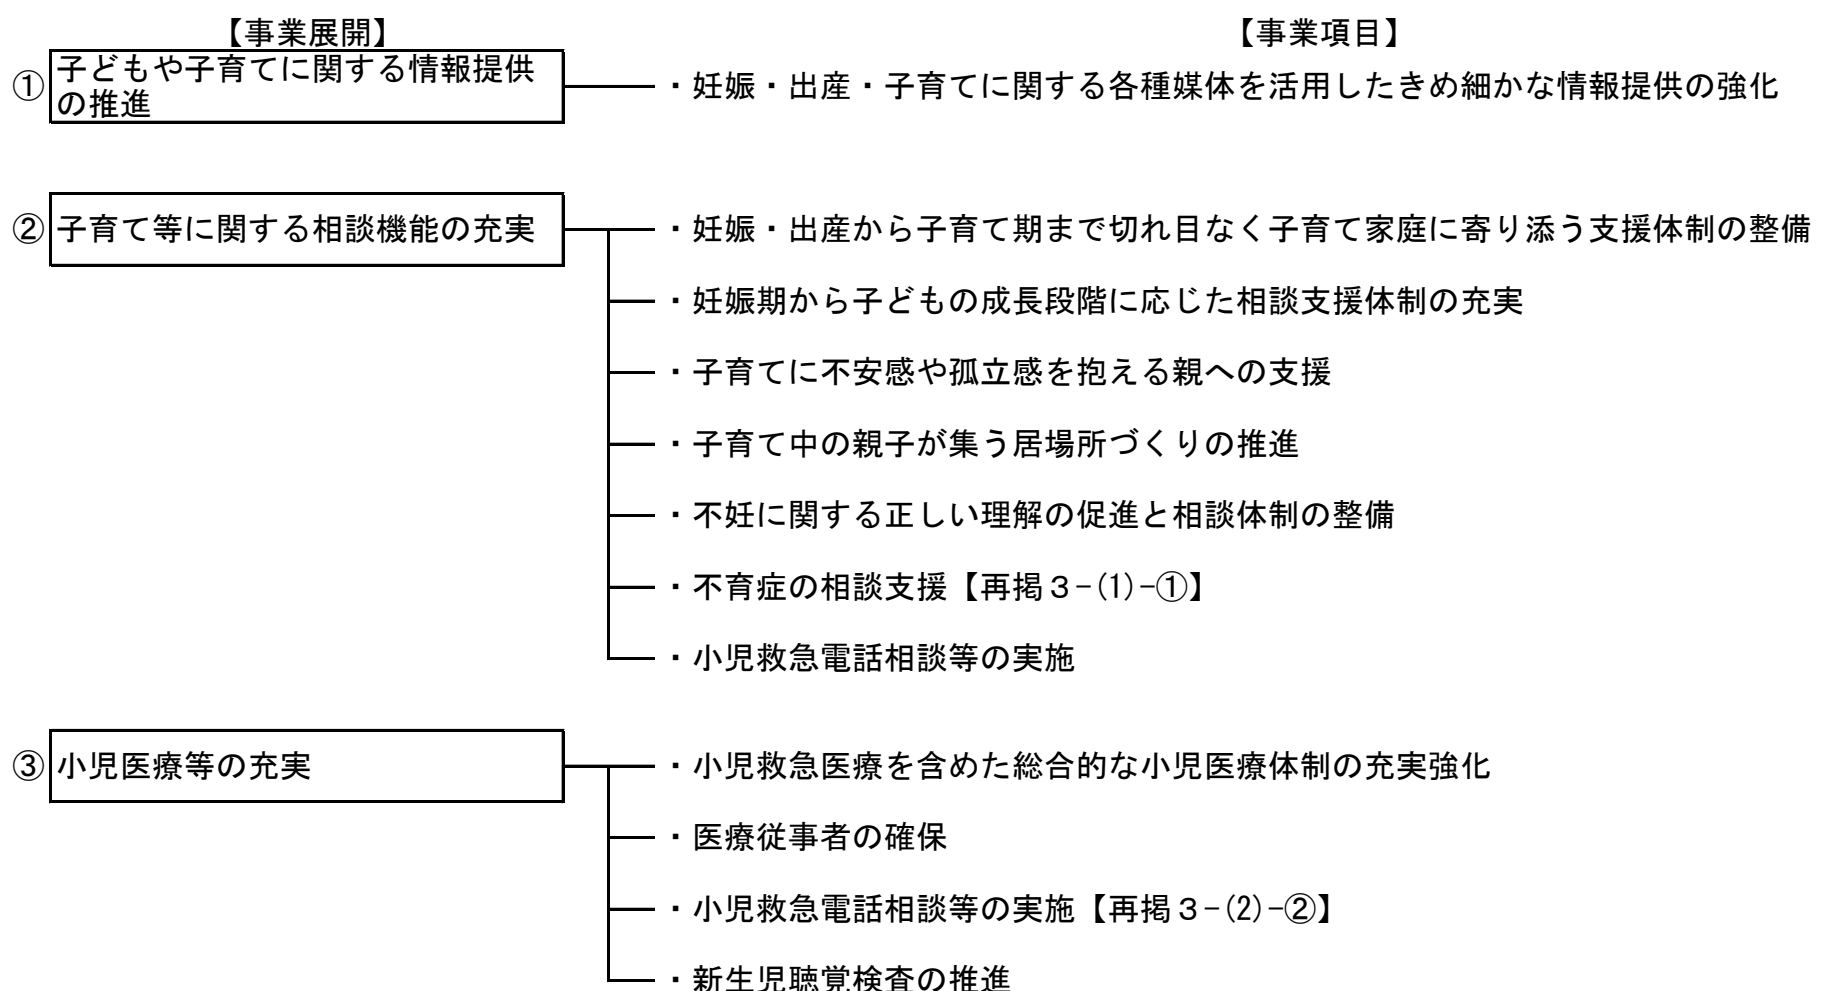 【事業展開】
【事業項目】
① 子どもや子育てに関する情報提供
の推進
・妊娠・出産・子育てに関する各種媒体を活用したきめ細かな情報提供の強化
② 子育て等に関する相談機能の充実
・妊娠・出産から子育て期まで切れ目なく子育て家庭に寄り添う支援体制の整備
・妊娠期から子どもの成長段階に応じた相談支援体制の充実
・子育てに不安感や孤立感を抱える親への支援
・子育て中の親子が集う居場所づくりの推進
・不妊に関する正しい理解の促進と相談体制の整備
・不育症の相談支援【再掲３-(1)-①】
・小児救急電話相談等の実施
③ 小児医療等の充実
・小児救急医療を含めた総合的な小児医療体制の充実強化
・医療従事者の確保
・小児救急電話相談等の実施【再掲３-(2)-②】
・新生児聴覚検査の推進